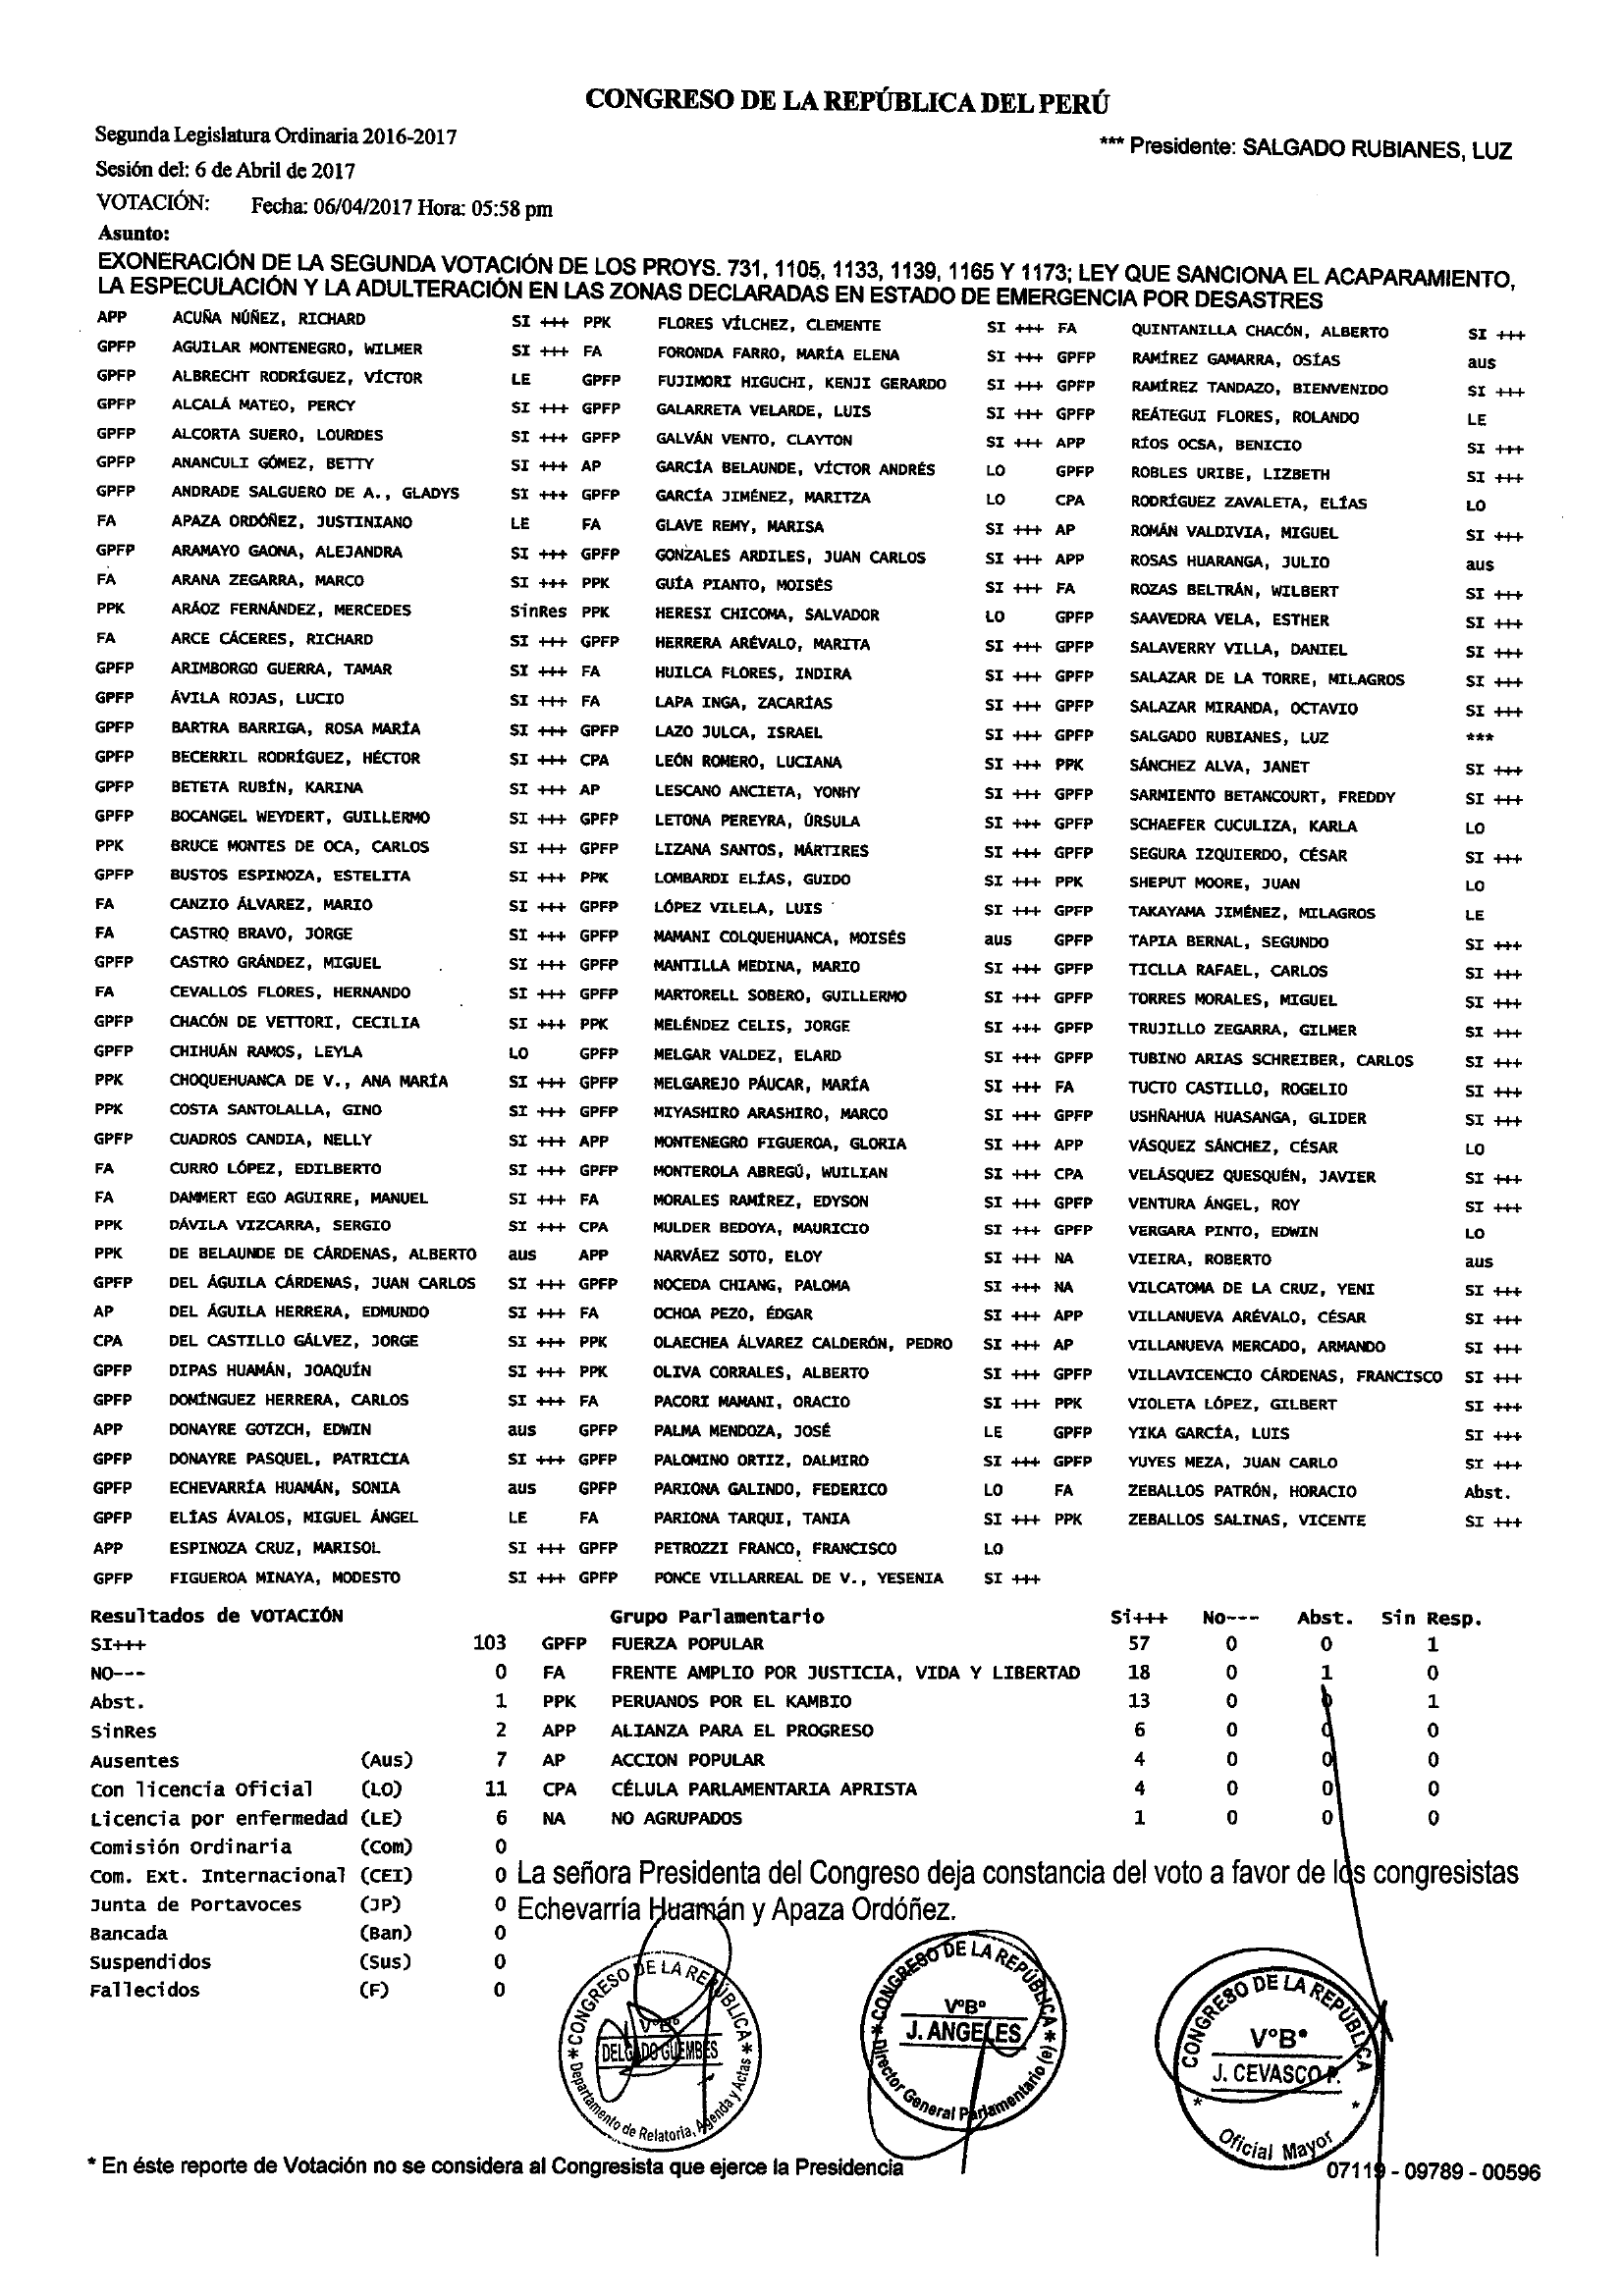 CONGRESO DE LA REPÚBLICA DEL PERÚ
Segunda Legislatura Ordinaria 2016-2017
*** Presidente: SALGADO RUBIANES, LUZ
Sesión del: 6 de Abril de 2017
VOTACIÓN: Fecha: 06/04/2017 Hora: 05:58 pm
Asunto:
EXONERACIÓN DE LA SEGUNDA VOTACIÓN DE LOS PROYS. 731, 1105, 1133, 1139, 1165 Y 1173; LEY QUE SANCIONA EL ACAPARAMIENTO,
LA ESPECULACIÓN Y LA ADULTERACIÓN EN LAS ZONAS DECLARADAS EN ESTADO DE EMERGENCIA POR DESASTRES
APP ACUÑA NÚÑEZ, RICHARD SI +++ PPK FLORES VÍLCHEZ, CLEMENTE SI +++ FA QUINTANILLA CHACÓN, ALBERTO SI +++
GPFP AGUILAR MONTENEGRO, WILMER SI +++ FA FORONDA FARRO, MARÍA ELENA SI +++ GPFP RAMÍREZ GAMARRA, OSÍAS aus
GPFP ALBRECHT RODRÍGUEZ, VÍCTOR LE GPFP FUJIMORI HIGUCHI, KENJI GERARDO SI +++ GPFP RAMÍREZ TANDAZO, BIENVENIDO SI +++
GPFP ALCALÁ MATEO, PERCY SI +++ GPFP GALARRETA VELARDE, LUIS SI +++ GPFP REÁTEGUI FLORES, ROLANDO LE
GPFP ALCORTA SUERO, LOURDES SI +++ GPFP GALVÁN VENTO, CLAYTON SI +++ APP RÍOS OCSA, BENICIO SI +++
GPFP ANANCULI GÓMEZ, BETTY SI +++ AP GARCÍA BELAUNDE, VÍCTOR ANDRÉS LO GPFP ROBLES URIBE, LIZBETH SI +++
GPFP ANDRADE SALGUERO DE A., GLADYS SI +++ GPFP GARCÍA JIMÉNEZ, MARITZA LO CPA RODRÍGUEZ ZAVALETA, ELÍAS LO
FA APAZA ORDÓÑEZ, JUSTINIANO LE FA GLAVE REMY, MARISA SI +++ AP ROMÁN VALDIVIA, MIGUEL SI +++
GPFP ARAMAYO GAONA, ALEJANDRA SI +++ GPFP GONZALES ARDILES, JUAN CARLOS SI +++ APP ROSAS HUARANGA, JULIO aus
FA ARANA ZEGARRA, MARCO SI +++ PPK GUÍA PIANTO, MOISÉS SI +++ FA ROZAS BELTRÁN, WILBERT SI +++
PPK ARÁOZ FERNÁNDEZ, MERCEDES SinRes PPK HERESI CHICOMA, SALVADOR LO GPFP SAAVEDRA VELA, ESTHER SI +++
FA ARCE CÁCERES, RICHARD SI +++ GPFP HERRERA ARÉVALO, MARITA SI +++ GPFP SALAVERRY VILLA, DANIEL SI +++
GPFP ARIMBORGO GUERRA, TAMAR SI +++ FA HUILCA FLORES, INDIRA SI +++ GPFP SALAZAR DE LA TORRE, MILAGROS SI +++
GPFP ÁVILA ROJAS, LUCIO SI +++ FA LAPA INGA, ZACARÍAS SI +++ GPFP SALAZAR MIRANDA, OCTAVIO SI +++
GPFP BARTRA BARRIGA, ROSA MARÍA SI +++ GPFP LAZO JULCA, ISRAEL SI +++ GPFP SALGADO RUBIANES, LUZ ***
GPFP BECERRIL RODRÍGUEZ, HÉCTOR SI +++ CPA LEÓN ROMERO, LUCIANA SI +++ PPK SÁNCHEZ ALVA, JANET SI +++
GPFP BETETA RUBÍN, KARINA SI +++ AP LESCANO ANCIETA, YONHY SI +++ GPFP SARMIENTO BETANCOURT, FREDDY SI +++
GPFP BOCANGEL WEYDERT, GUILLERMO SI +++ GPFP LETONA PEREYRA, ÚRSULA SI +++ GPFP SCHAEFER CUCULIZA, KARLA LO
PPK BRUCE MONTES DE OCA, CARLOS SI +++ GPFP LIZANA SANTOS, MÁRTIRES SI +++ GPFP SEGURA IZQUIERDO, CÉSAR SI +++
GPFP BUSTOS ESPINOZA, ESTELITA SI +++ PPK LOMBARDI ELÍAS, GUIDO SI +++ PPK SHEPUT MOORE, JUAN LO
FA CANZIO ÁLVAREZ, MARIO SI +++ GPFP LÓPEZ VILELA, LUIS SI +++ GPFP TAKAYAMA JIMÉNEZ, MILAGROS LE
FA CASTRO BRAVO, JORGE SI +++ GPFP MAMANI COLQUEHUANCA, MOISÉS aus GPFP TAPIA BERNAL, SEGUNDO SI +++
GPFP CASTRO GRÁNDEZ, MIGUEL SI +++ GPFP MANTILLA MEDINA, MARIO SI +++ GPFP TICLLA RAFAEL, CARLOS SI +++
FA CEVALLOS FLORES, HERNANDO SI +++ GPFP MARTORELL SOBERO, GUILLERMO SI +++ GPFP TORRES MORALES, MIGUEL SI +++
GPFP CHACÓN DE VETTORI, CECILIA SI +++ PPK MELÉNDEZ CELIS, JORGE SI +++ GPFP TRUJILLO ZEGARRA, GILMER SI +++
GPFP CHIHUÁN RAMOS, LEYLA LO GPFP MELGAR VALDEZ, ELARD SI +++ GPFP TUBINO ARIAS SCHREIBER, CARLOS SI +++
PPK CHOQUEHUANCA DE V., ANA MARÍA SI +++ GPFP MELGAREJO PÁUCAR, MARÍA SI +++ FA TUCTO CASTILLO, ROGELIO SI +++
PPK COSTA SANTOLALLA, GINO SI +++ GPFP MIYASHIRO ARASHIRO, MARCO SI +++ GPFP USHÑAHUA HUASANGA, GLIDER SI +++
GPFP CUADROS CANDIA, NELLY SI +++ APP MONTENEGRO FIGUEROA, GLORIA SI +++ APP VÁSQUEZ SÁNCHEZ, CÉSAR LO
FA CURRO LÓPEZ, EDILBERTO SI +++ GPFP MONTEROLA ABREGÚ, WUILIAN SI +++ CPA VELÁSQUEZ QUESQUÉN, JAVIER SI +++
FA DAMMERT EGO AGUIRRE, MANUEL SI +++ FA MORALES RAMÍREZ, EDYSON SI +++ GPFP VENTURA ÁNGEL, ROY SI +++
PPK DÁVILA VIZCARRA, SERGIO SI +++ CPA MULDER BEDOYA, MAURICIO SI +++ GPFP VERGARA PINTO, EDWIN LO
PPK DE BELAUNDE DE CÁRDENAS, ALBERTO aus APP NARVÁEZ SOTO, ELOY SI +++ NA VIEIRA, ROBERTO aus
GPFP DEL ÁGUILA CÁRDENAS, JUAN CARLOS SI +++ GPFP NOCEDA CHIANG, PALOMA SI +++ NA VILCATOMA DE LA CRUZ, YENI SI +++
AP DEL ÁGUILA HERRERA, EDMUNDO SI +++ FA OCHOA PEZO, ÉDGAR SI +++ APP VILLANUEVA ARÉVALO, CÉSAR SI +++
CPA DEL CASTILLO GÁLVEZ, JORGE SI +++ PPK OLAECHEA ÁLVAREZ CALDERÓN, PEDRO SI +++ AP VILLANUEVA MERCADO, ARMANDO SI +++
GPFP DIPAS HUAMÁN, JOAQUÍN SI +++ PPK OLIVA CORRALES, ALBERTO SI +++ GPFP VILLAVICENCIO CÁRDENAS, FRANCISCO SI +++
GPFP DOMÍNGUEZ HERRERA, CARLOS SI +++ FA PACORI MAMANI, ORACIO SI +++ PPK VIOLETA LÓPEZ, GILBERT SI +++
APP DONAYRE GOTZCH, EDWIN aus GPFP PALMA MENDOZA, JOSÉ LE GPFP YIKA GARCÍA, LUIS SI +++
GPFP DONAYRE PASQUEL, PATRICIA SI +++ GPFP PALOMINO ORTIZ, DALMIRO SI +++ GPFP YUYES MEZA, JUAN CARLO SI +++
GPFP ECHEVARRÍA HUAMÁN, SONIA aus GPFP PARIONA GALINDO, FEDERICO LO FA ZEBALLOS PATRÓN, HORACIO Abst.
GPFP ELÍAS ÁVALOS, MIGUEL ÁNGEL LE FA PARIONA TARQUI, TANIA SI +++ PPK ZEBALLOS SALINAS, VICENTE SI +++
APP ESPINOZA CRUZ, MARISOL SI +++ GPFP PETROZZI FRANCO, FRANCISCO LO
GPFP FIGUEROA MINAYA, MODESTO SI +++ GPFP PONCE VILLARREAL DE V., YESENIA SI +++
Resultados de VOTACIÓN Grupo Parlamentario Si+++ No--- Abst. Sin Resp.
SI+++ 103 GPFP FUERZA POPULAR 57 0 0 1
NO--- 0 FA FRENTE AMPLIO POR JUSTICIA, VIDA Y LIBERTAD 18 0 1 0
Abst. 1 PPK PERUANOS POR EL KAMBIO 13 0 0 1
SinRes 2 APP ALIANZA PARA EL PROGRESO 6 0 0 0
Ausentes (Aus) 7 AP ACCION POPULAR 4 0 0 0
Con licencia Oficial (LO) 11 CPA CÉLULA PARLAMENTARIA APRISTA 4 0 0 0
Licencia por enfermedad (LE) 6 NA NO AGRUPADOS 1 0 0 0
Comisión Ordinaria (Com) 0
Com. Ext. Internacional (CEI) 0 La señora Presidenta del Congreso deja constancia del voto a favor de los congresistas
Junta de Portavoces (JP) 0 Echevarría Huamán y Apaza Ordóñez.
Bancada (Ban) 0
Suspendidos (Sus) 0
Fallecidos (F) 0
* CONGRESO DE LA REPÚBLICA *
V°B°
DELGADO GUEMBES
Departamento de Relatoria, Agenda y Actas
* CONGRESO DE LA REPÚBLICA *
V°B°
J. ANGELES
Director General Parlamentario (e)
CONGRESO DE LA REPÚBLICA
V°B°
J. CEVASCO P.
* Oficial Mayor *
* En éste reporte de Votación no se considera al Congresista que ejerce la Presidencia
07119 - 09789 - 00596